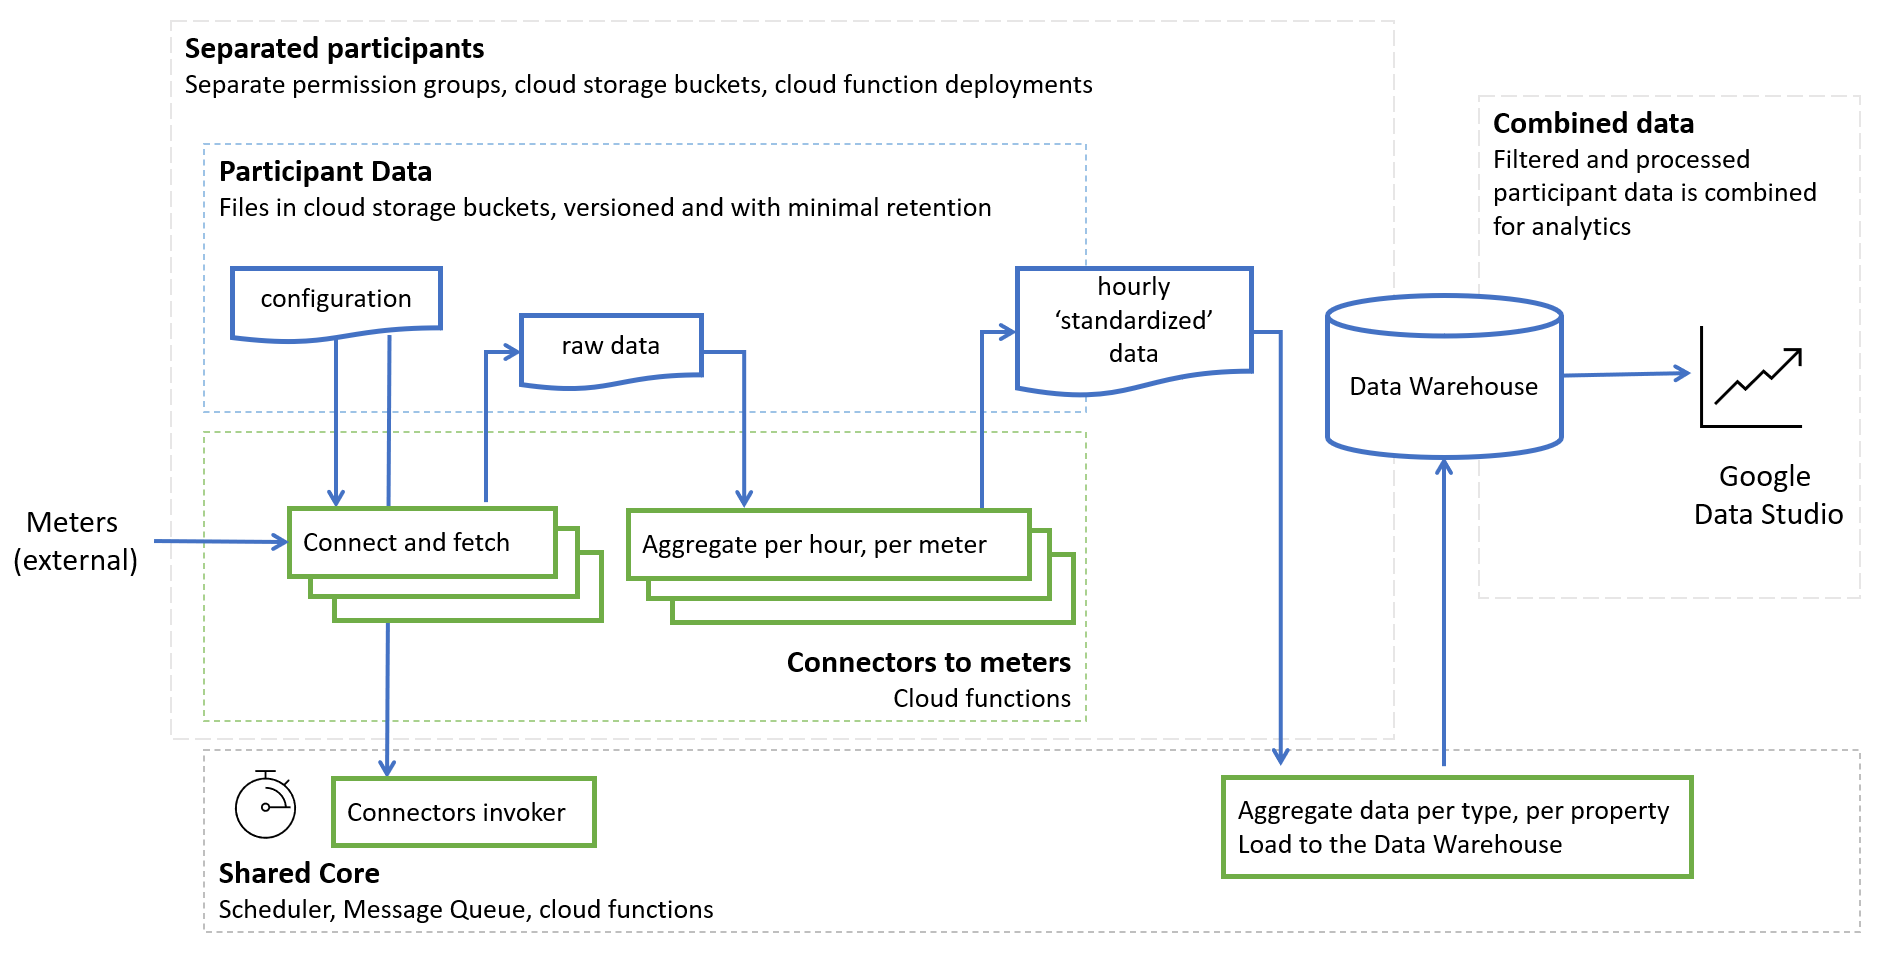 Separated participants
Separate permission groups, cloud storage buckets, cloud function deployments
Participant Data
Files in cloud storage buckets, versioned and with minimal retention
configuration
raw data
hourly
‘standardized’
data
Combined data
Filtered and processed
participant data is combined
for analytics
Data Warehouse
Google
Data Studio
Meters
(external)
Connect and fetch
Aggregate per hour, per meter
Connectors to meters
Cloud functions
Connectors invoker
Aggregate data per type, per property
Load to the Data Warehouse
Shared Core
Scheduler, Message Queue, cloud functions